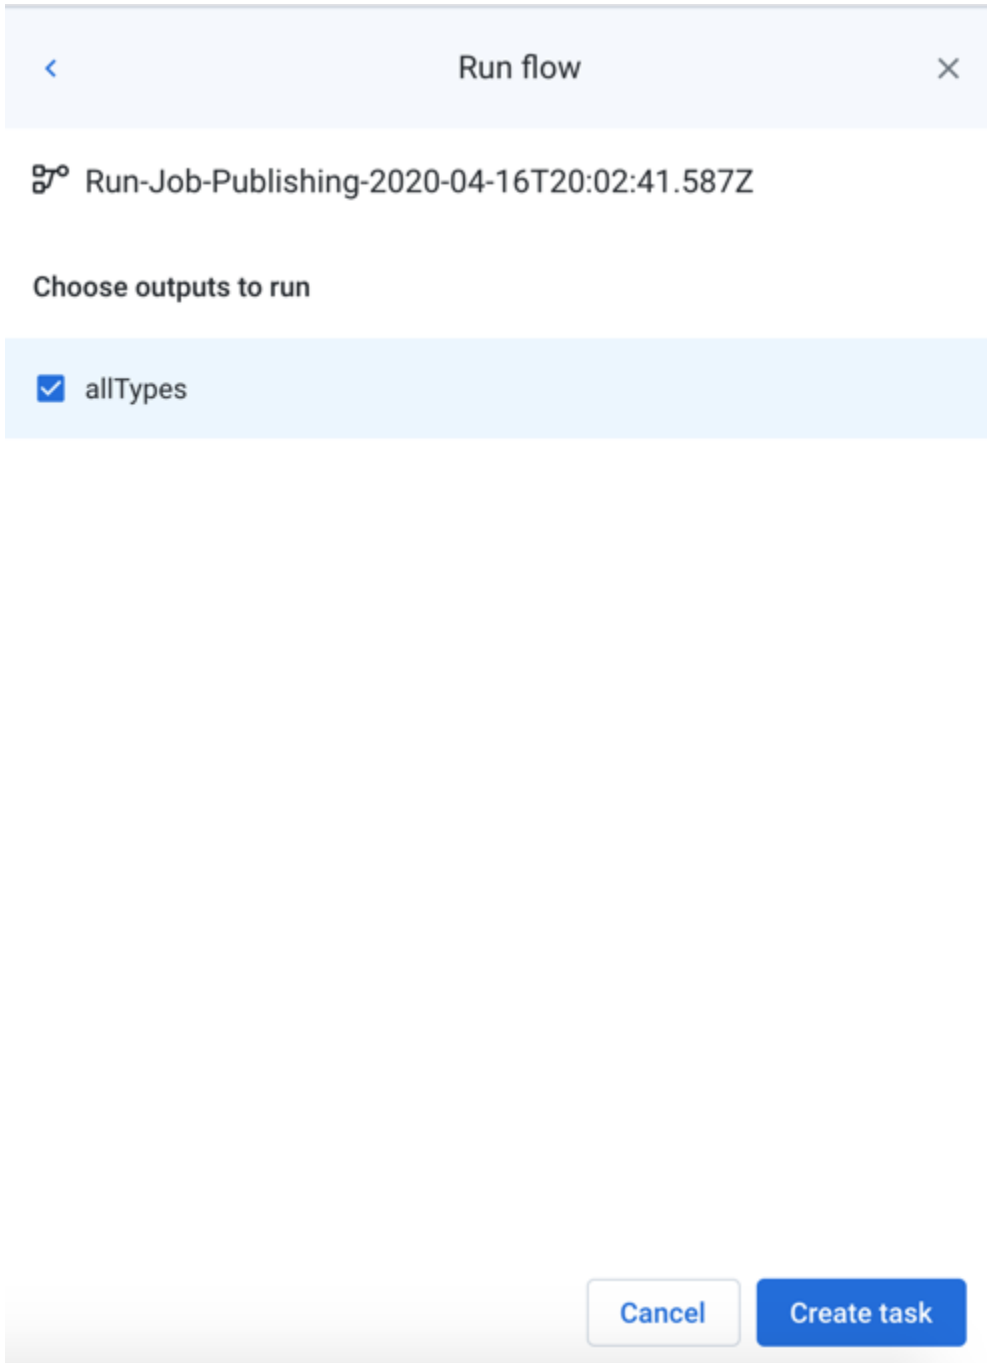 Run flow
Run-Job-Publishing-2020-04-16T20:02:41.587Z
Choose outputs to run
allTypes
Cancel
Create task